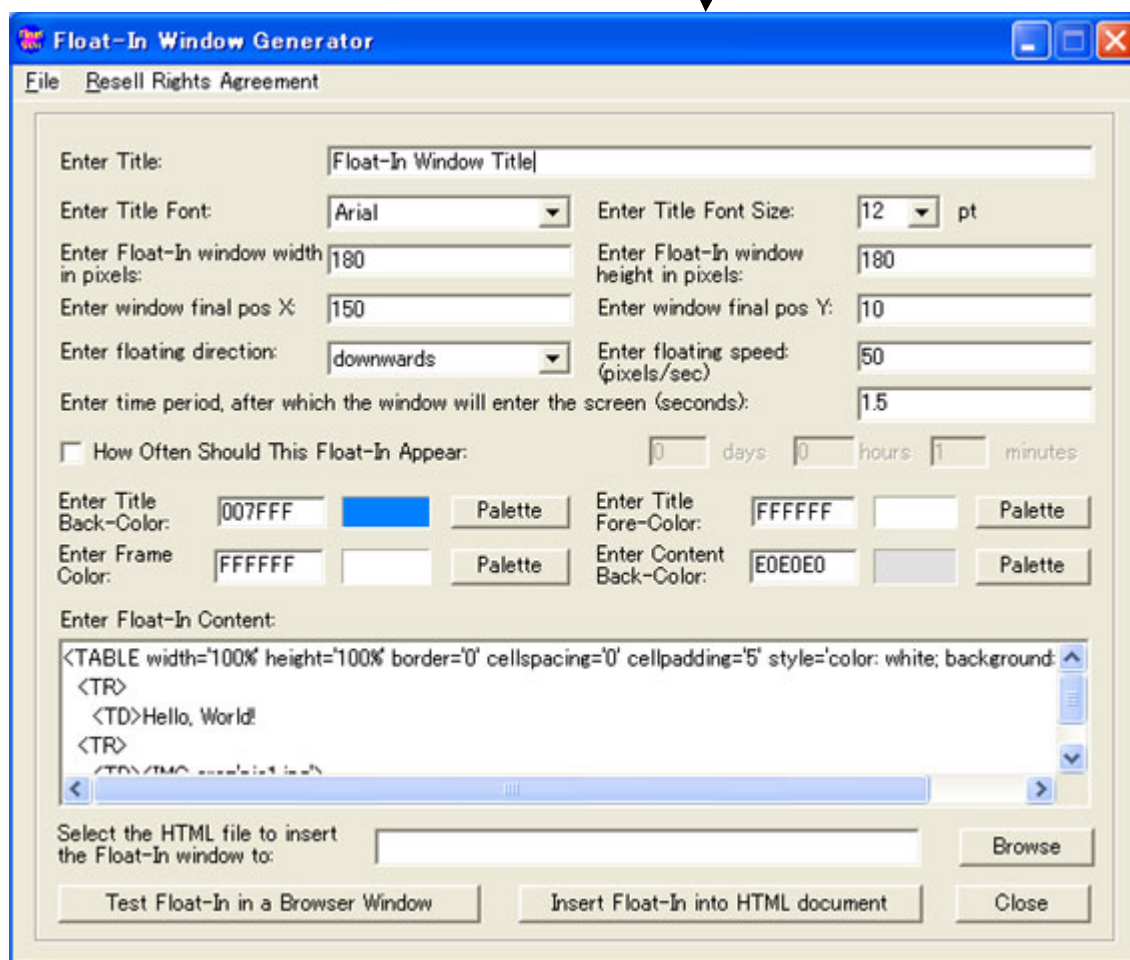 Float-In Window Generator
File Resell Rights Agreement
Enter Title: Float-In Window Title
Enter Title Font: Arial Enter Title Font Size: 12 pt
Enter Float-In window width in pixels: 180 Enter Float-In window height in pixels: 180
Enter window final pos X: 150 Enter window final pos Y: 10
Enter floating direction: downwards Enter floating speed: (pixels/sec) 50
Enter time period, after which the window will enter the screen (seconds): 1.5
How Often Should This Float-In Appear: 0 days 0 hours 1 minutes
Enter Title Back-Color: 007FFF Palette Enter Title Fore-Color: FFFFFF Palette
Enter Frame Color: FFFFFF Palette Enter Content Back-Color: E0E0E0 Palette
Enter Float-In Content:
<TABLE width='100%' height='100%' border='0' cellspacing='0' cellpadding='5' style='color: white; background:
<TR>
<TD>Hello, World!
<TR>
<TD><IMG src='pic1.jpg'>
Select the HTML file to insert the Float-In window to: Browse
Test Float-In in a Browser Window Insert Float-In into HTML document Close